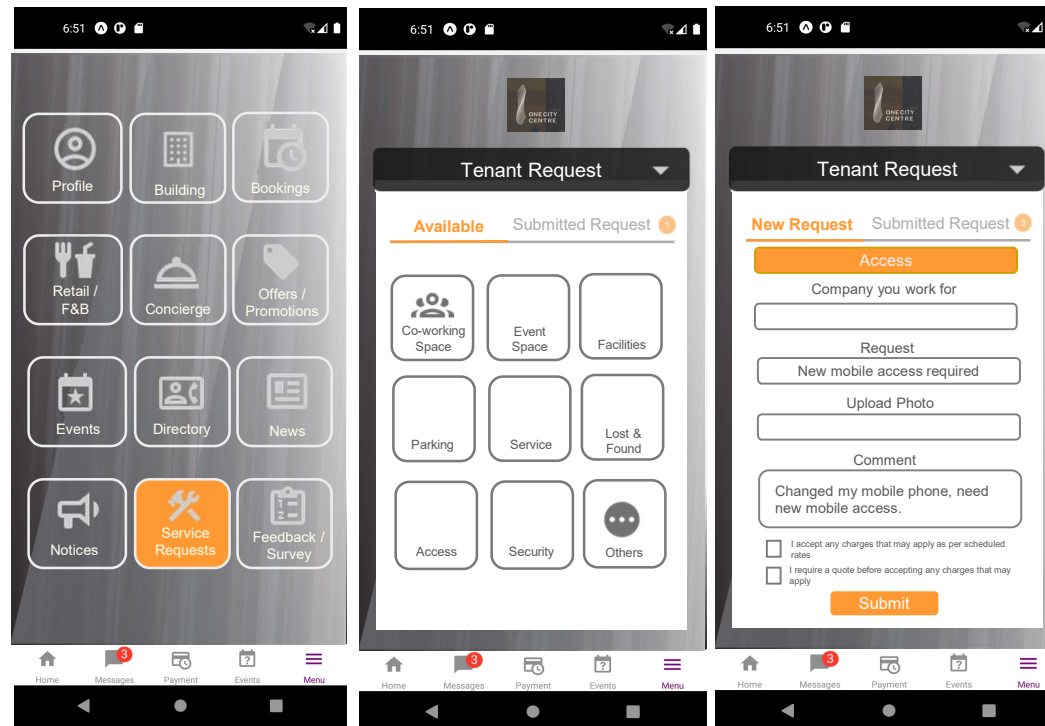 6:51
Profile
Building
Bookings
Retail /
F&B
Concierge
Offers /
Promotions
Events
Directory
News
Notices
Service
Requests
Feedback /
Survey
3
Home
Messages
Payment
Events
Menu
6:51
ONE CITY
CENTRE
Tenant Request
Available
Submitted Request 1
Co-working
Space
Event
Space
Facilities
Parking
Service
Lost &
Found
Access
Security
Others
3
Home
Messages
Payment
Events
Menu
6:51
ONE CITY
CENTRE
Tenant Request
New Request
Submitted Request 3
Access
Company you work for
Request
New mobile access required
Upload Photo
Comment
Changed my mobile phone, need
new mobile access.
I accept any charges that may apply as per scheduled
rates
I require a quote before accepting any charges that may
apply
Submit
3
Home
Messages
Payment
Events
Menu